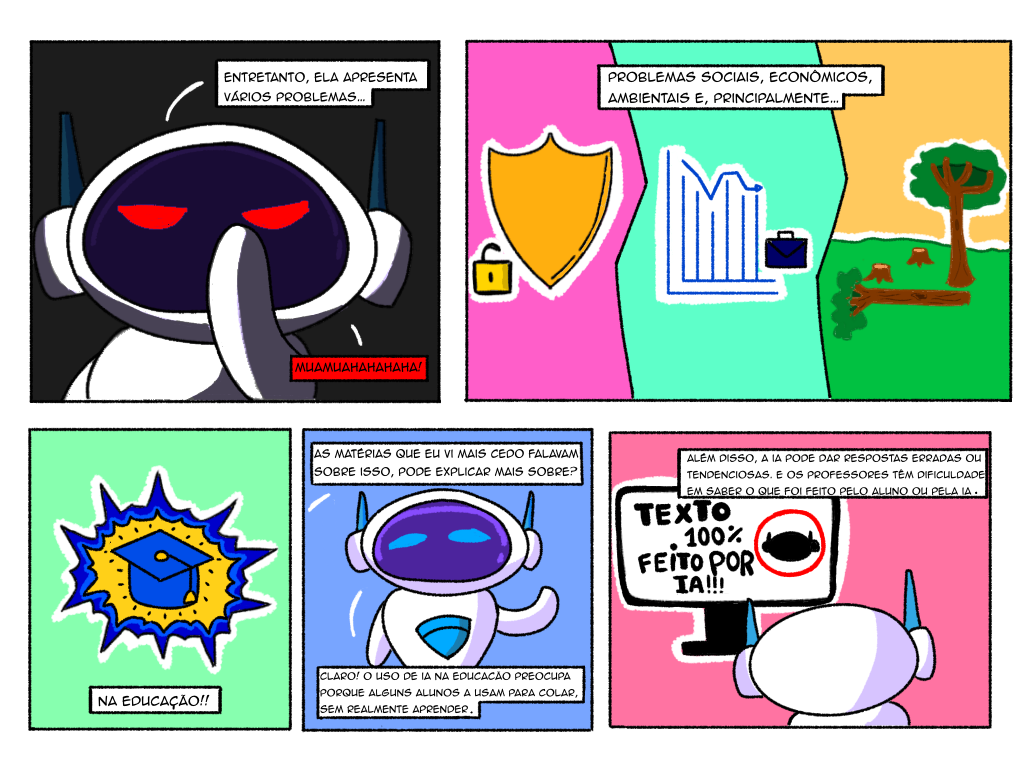 ENTRETANTO, ELA APRESENTA
VÁRIOS PROBLEMAS...
MUAMUAHAHAHAHA!
PROBLEMAS SOCIAIS, ECONÔMICOS,
AMBIENTAIS E, PRINCIPALMENTE...
NA EDUCAÇÃO!!
AS MATÉRIAS QUE EU VI MAIS CEDO FALAVAM
SOBRE ISSO, PODE EXPLICAR MAIS SOBRE?
CLARO! O USO DE IA NA EDUCACÃO PREOCUPA
PORQUE ALGUNS ALUNOS A USAM PARA COLAR,
SEM REALMENTE APRENDER.
ALÉM DISSO, A IA PODE DAR RESPOSTAS ERRADAS OU
TENDENCIOSAS. E OS PROFESSORES TÊM DIFICULDADE
EM SABER O QUE FOI FEITO PELO ALUNO OU PELA IA.
TEXTO
100%
FEITO POR
IA!!!